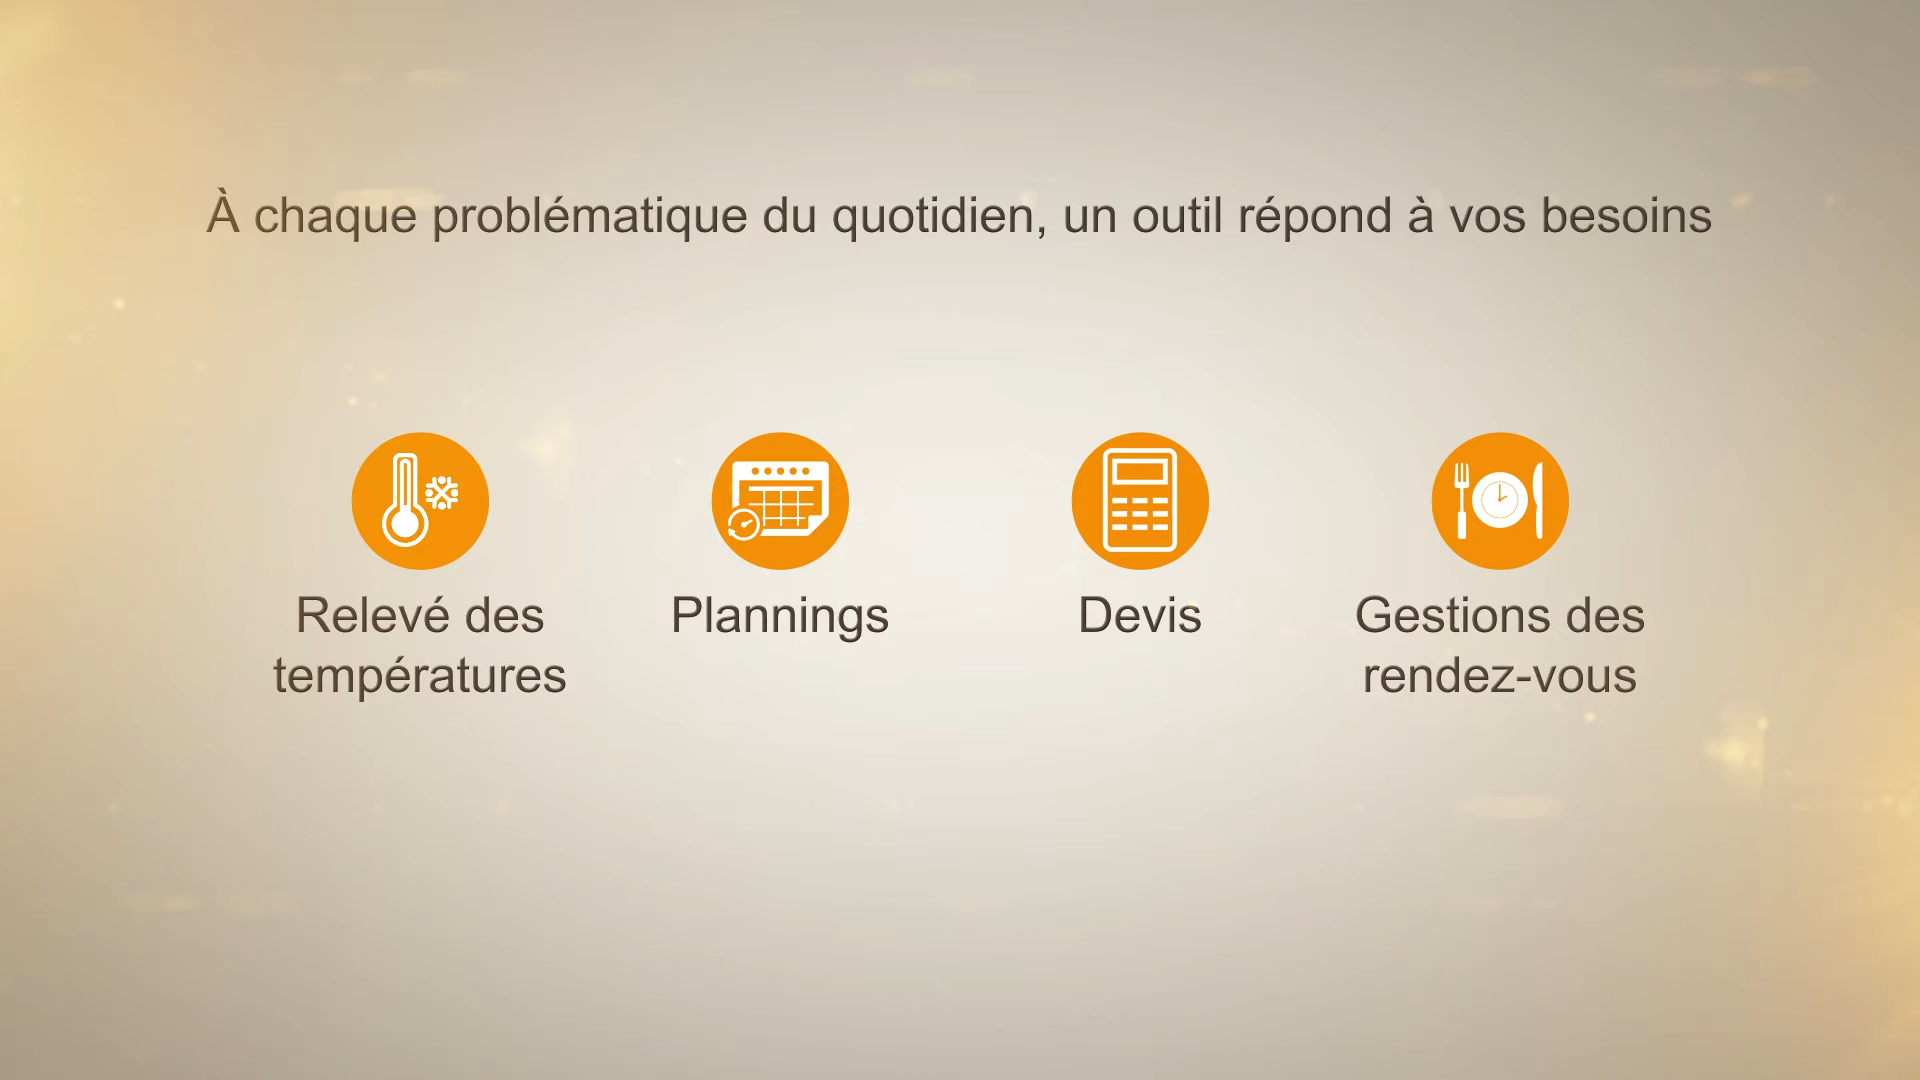 À chaque problématique du quotidien, un outil répond à vos besoins
Relevé des
températures
Plannings
Devis
Gestions des
rendez-vous